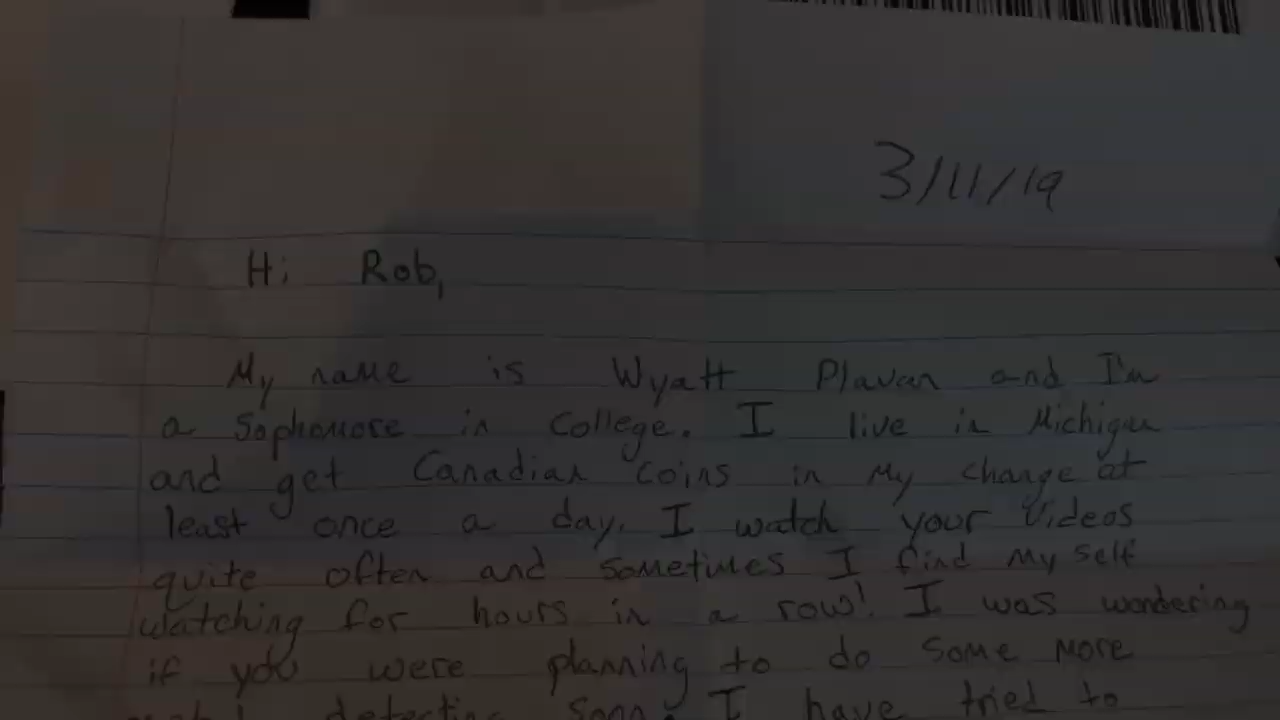 3/11/19
Hi Rob,
My name is Wyatt Plavan and I'm
a Sophomore in College. I live in Michigan
and get Canadian coins in my change at
least once a day. I watch your videos
quite often and sometimes I find my self
watching for hours in a row! I was wondering
if you were planning to do some more
detecting soon? I have tried to